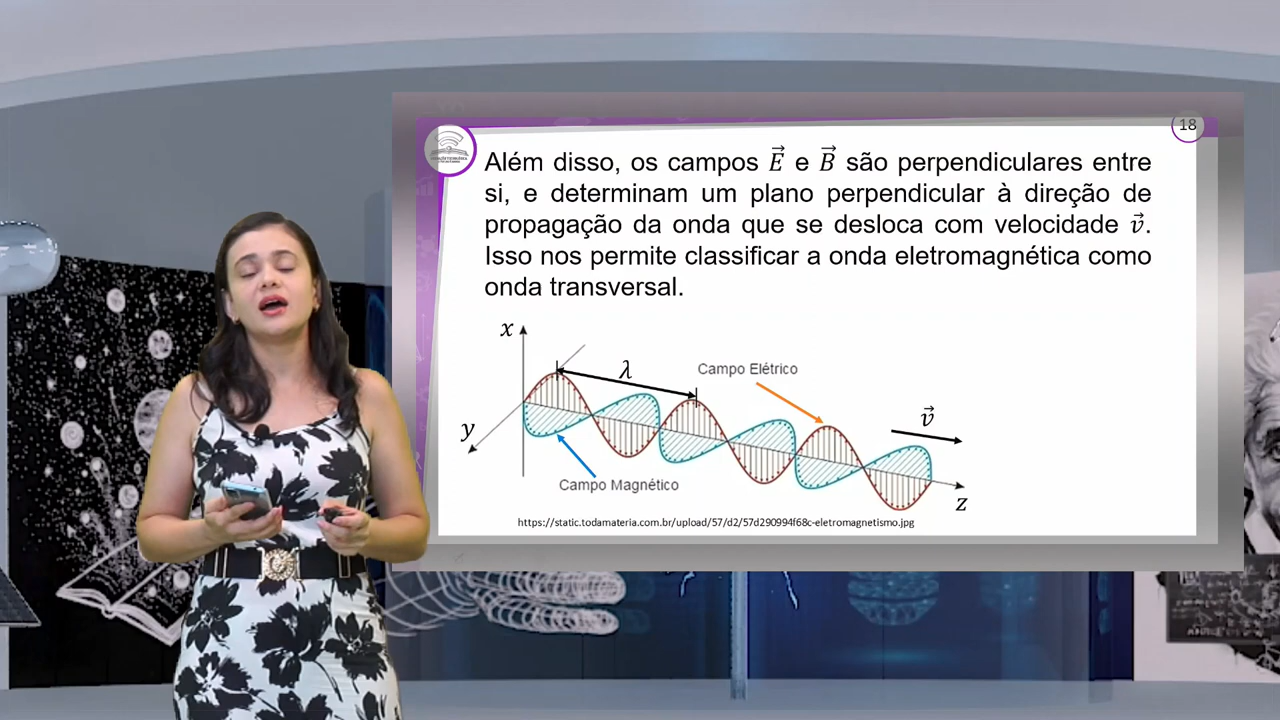 18
Além disso, os campos E⃗ e B⃗ são perpendiculares entre
si, e determinam um plano perpendicular à direção de
propagação da onda que se desloca com velocidade v⃗.
Isso nos permite classificar a onda eletromagnética como
onda transversal.
x
λ
Campo Elétrico
v⃗
y
Campo Magnético
z
https://static.todamateria.com.br/upload/57/d2/57d290994f68c-eletromagnetismo.jpg